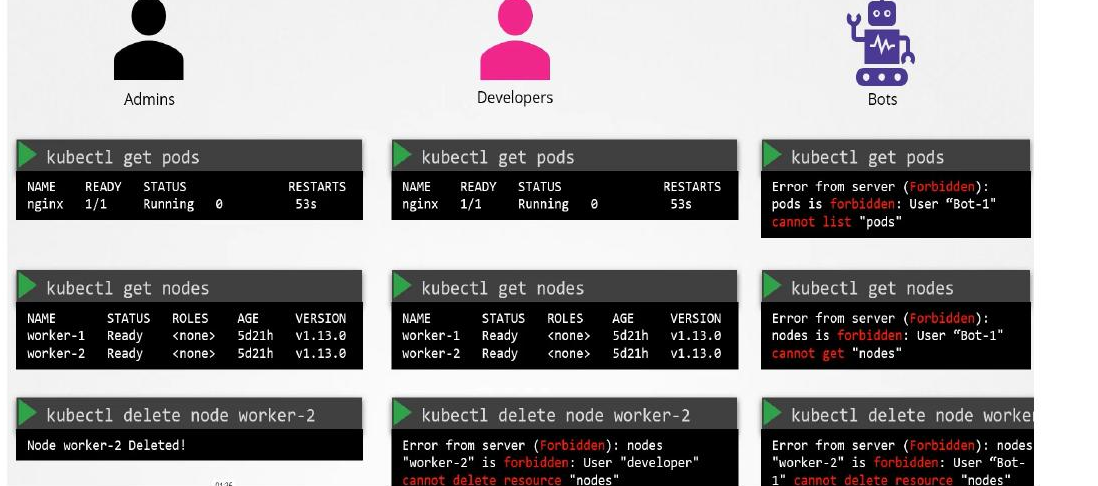 Admins
Developers
Bots
kubectl get pods
NAME READY STATUS RESTARTS
nginx 1/1 Running 0 53s
kubectl get pods
NAME READY STATUS RESTARTS
nginx 1/1 Running 0 53s
kubectl get pods
Error from server (Forbidden):
pods is forbidden: User “Bot-1"
cannot list "pods"
kubectl get nodes
NAME STATUS ROLES AGE VERSION
worker-1 Ready <none> 5d21h v1.13.0
worker-2 Ready <none> 5d21h v1.13.0
kubectl get nodes
NAME STATUS ROLES AGE VERSION
worker-1 Ready <none> 5d21h v1.13.0
worker-2 Ready <none> 5d21h v1.13.0
kubectl get nodes
Error from server (Forbidden):
nodes is forbidden: User “Bot-1"
cannot get "nodes"
kubectl delete node worker-2
Node worker-2 Deleted!
kubectl delete node worker-2
Error from server (Forbidden): nodes
"worker-2" is forbidden: User "developer"
cannot delete resource "nodes"
kubectl delete node worker
Error from server (Forbidden): nodes
"worker-2" is forbidden: User “Bot-
1" cannot delete resource "nodes"